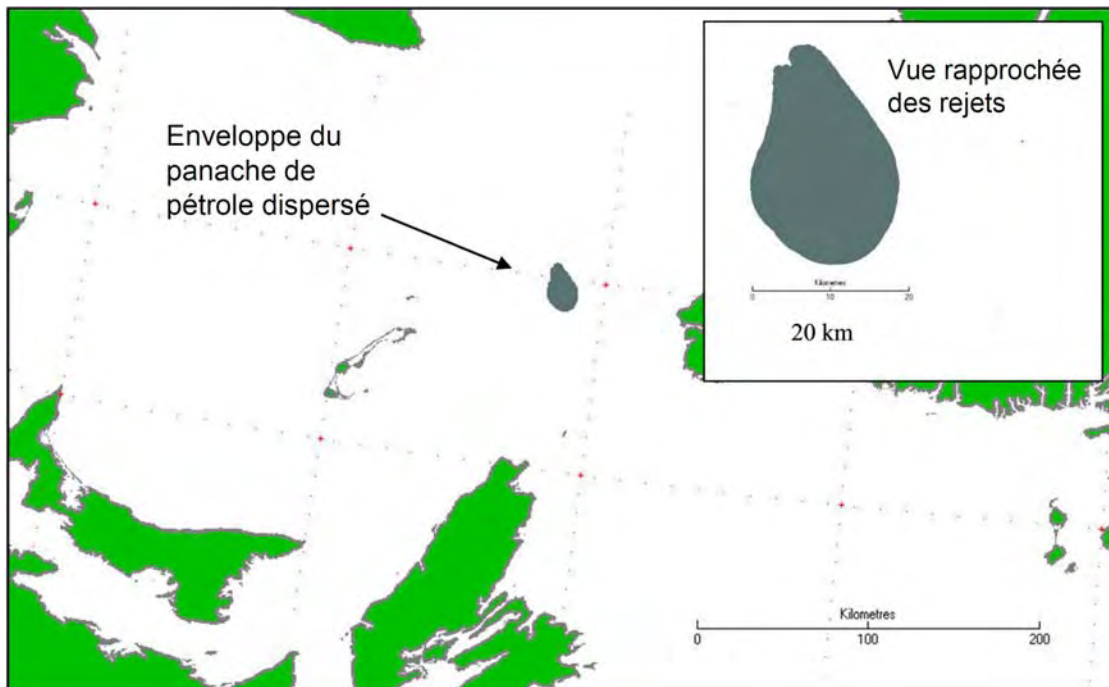 Enveloppe du
panache de
pétrole dispersé
Vue rapprochée
des rejets
Kilometres
0 10 20
20 km
Kilometres
0 100 200